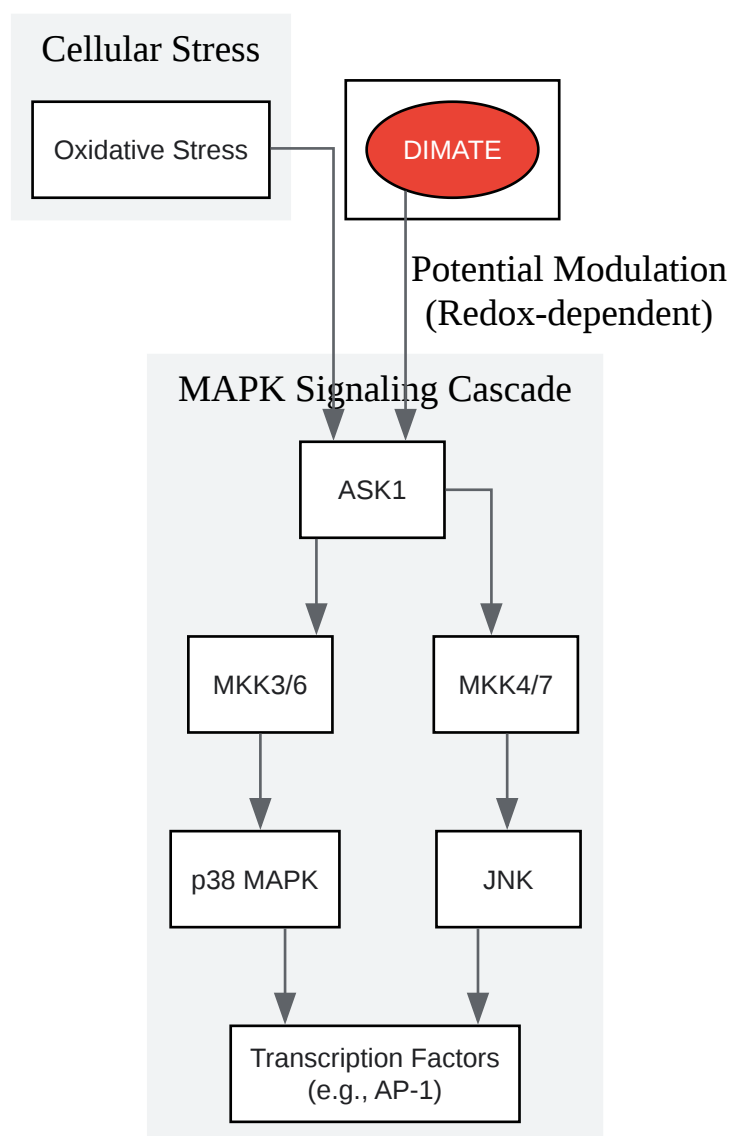 Cellular Stress
Oxidative Stress
DIMATE
Potential Modulation
(Redox-dependent)
MAPK Signaling Cascade
ASK1
MKK3/6
MKK4/7
p38 MAPK
JNK
Transcription Factors
(e.g., AP-1)